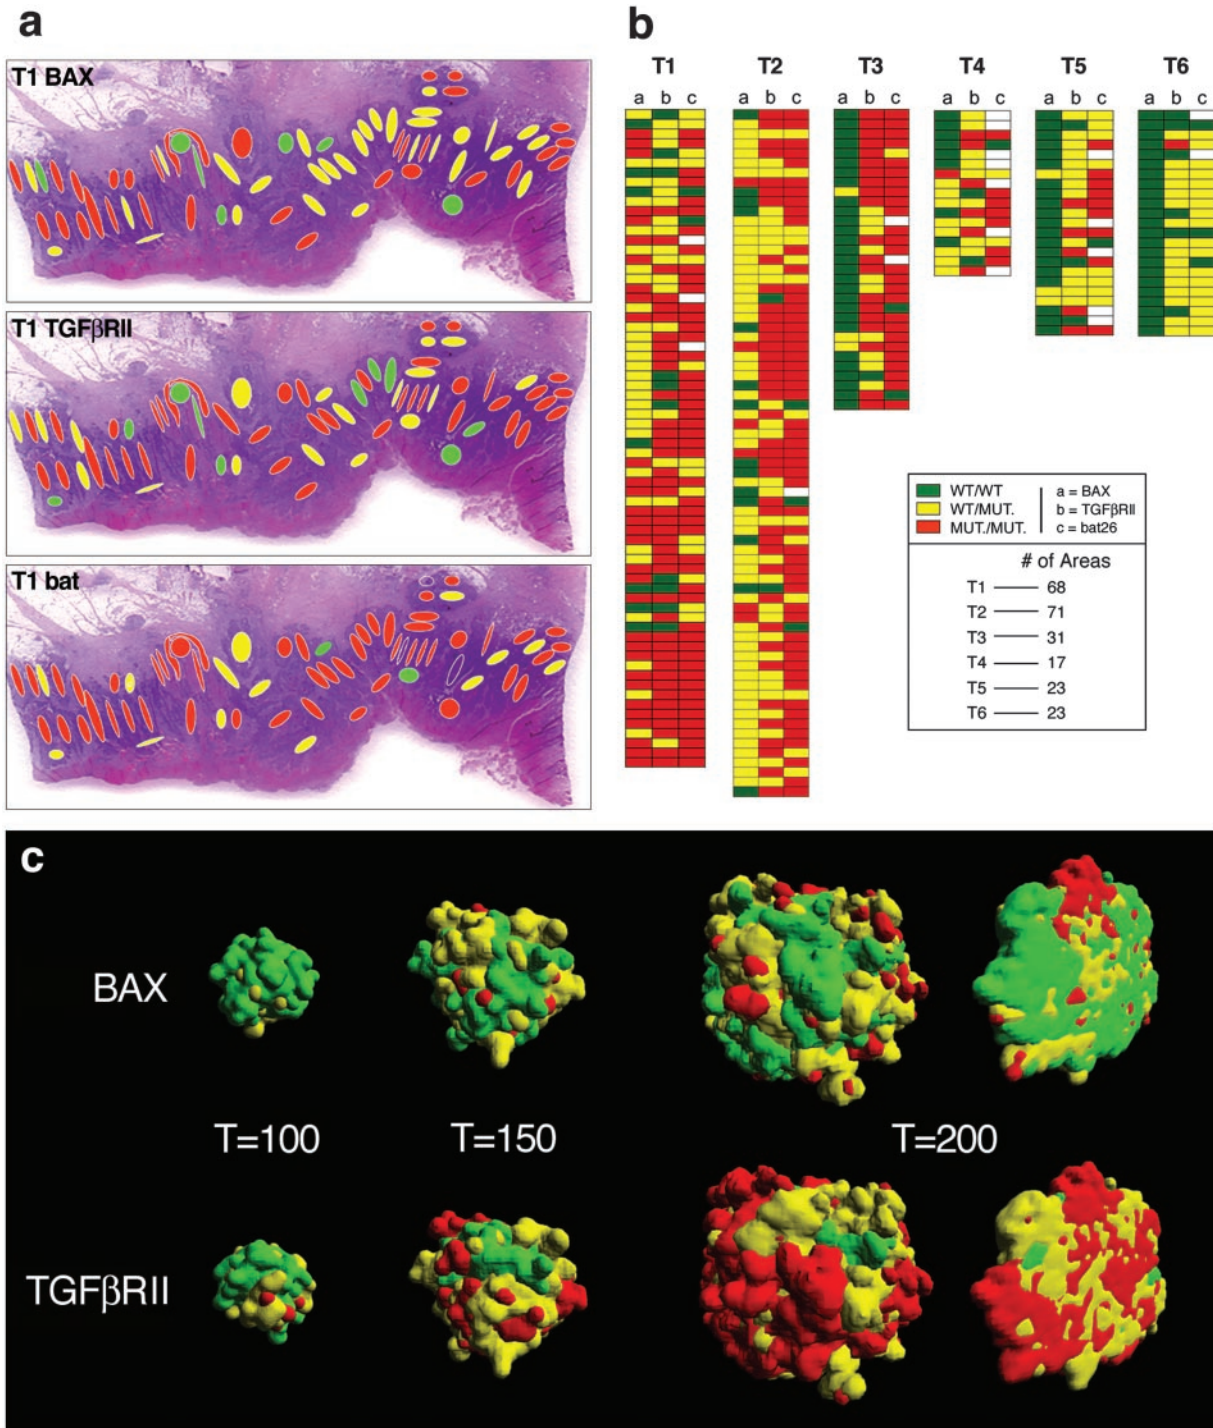 a
T1 BAX
T1 TGFβRII
T1 bat
b
T1 T2 T3 T4 T5 T6
a b c a b c a b c a b c a b c a b c
WT/WT
WT/MUT.
MUT./MUT.
a = BAX
b = TGFβRII
c = bat26
# of Areas
T1 68
T2 71
T3 31
T4 17
T5 23
T6 23
c
BAX
T=100 T=150 T=200
TGFβRII